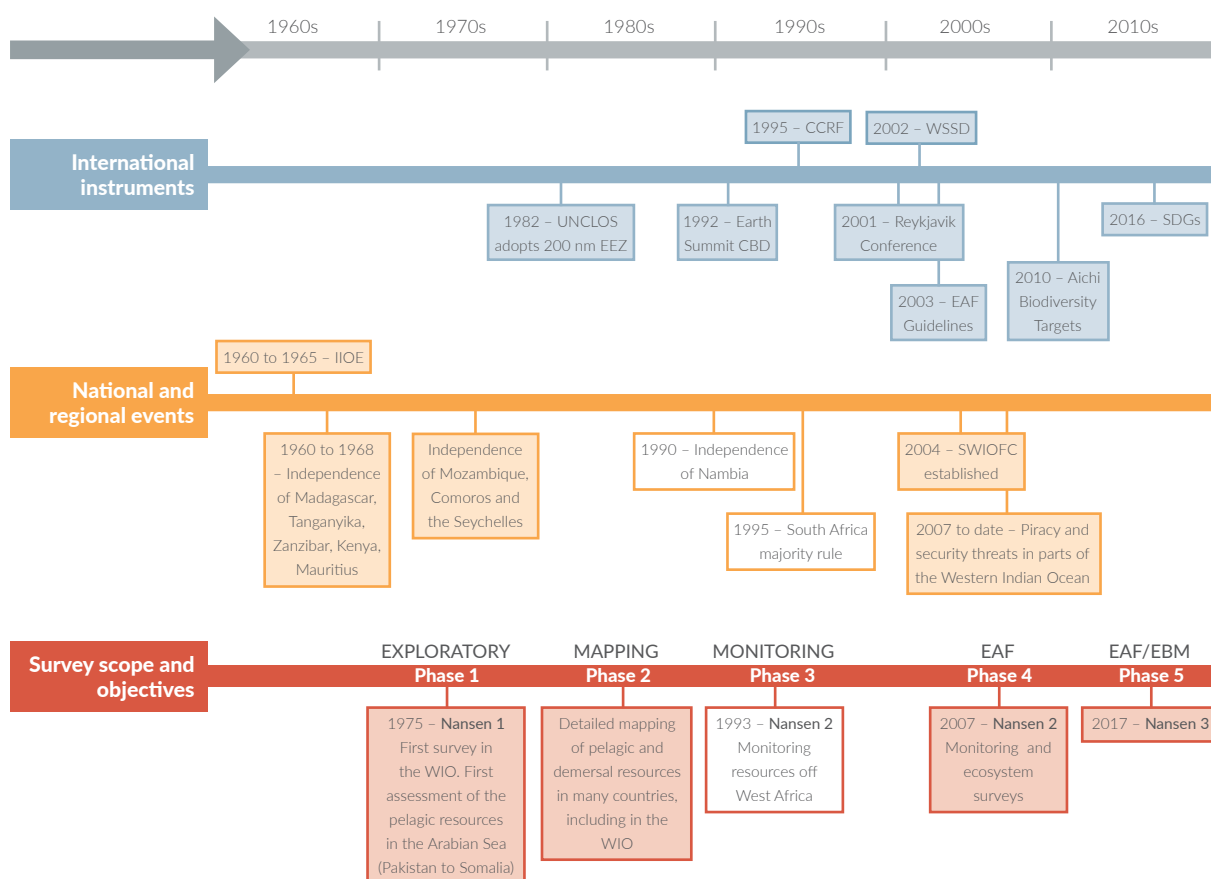 1960s 1970s 1980s 1990s 2000s 2010s
International
instruments
1995 – CCRF
2002 – WSSD
1982 – UNCLOS
adopts 200 nm EEZ
1992 – Earth
Summit CBD
2001 – Reykjavik
Conference
2003 – EAF
Guidelines
2010 – Aichi
Biodiversity
Targets
2016 – SDGs
National and
regional events
1960 to 1965 – IIOE
1960 to 1968
– Independence
of Madagascar,
Tanganyika,
Zanzibar, Kenya,
Mauritius
Independence
of Mozambique,
Comoros and
the Seychelles
1990 – Independence
of Nambia
1995 – South Africa
majority rule
2004 – SWIOFC
established
2007 to date – Piracy and
security threats in parts of
the Western Indian Ocean
Survey scope and
objectives
EXPLORATORY
Phase 1
1975 – Nansen 1
First survey in
the WIO. First
assessment of the
pelagic resources
in the Arabian Sea
(Pakistan to Somalia)
MAPPING
Phase 2
Detailed mapping
of pelagic and
demersal resources
in many countries,
including in the
WIO
MONITORING
Phase 3
1993 – Nansen 2
Monitoring
resources off
West Africa
EAF
Phase 4
2007 – Nansen 2
Monitoring and
ecosystem
surveys
EAF/EBM
Phase 5
2017 – Nansen 3